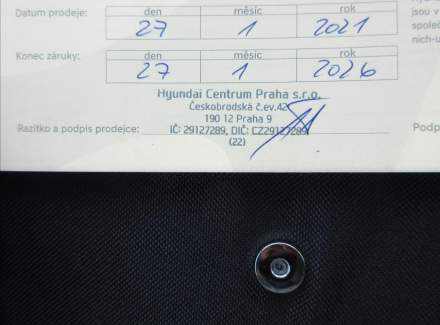 den měsíc rok jsou v
Datum prodeje: 27 1 2021
den měsíc rok
Konec záruky: 27 1 2026
Hyundai Centrum Praha s.r.o.
Českobrodská č.ev.42
190 12 Praha 9
Razítko a podpis prodejce: IČ: 29127289, DIČ: CZ29127289
(22)